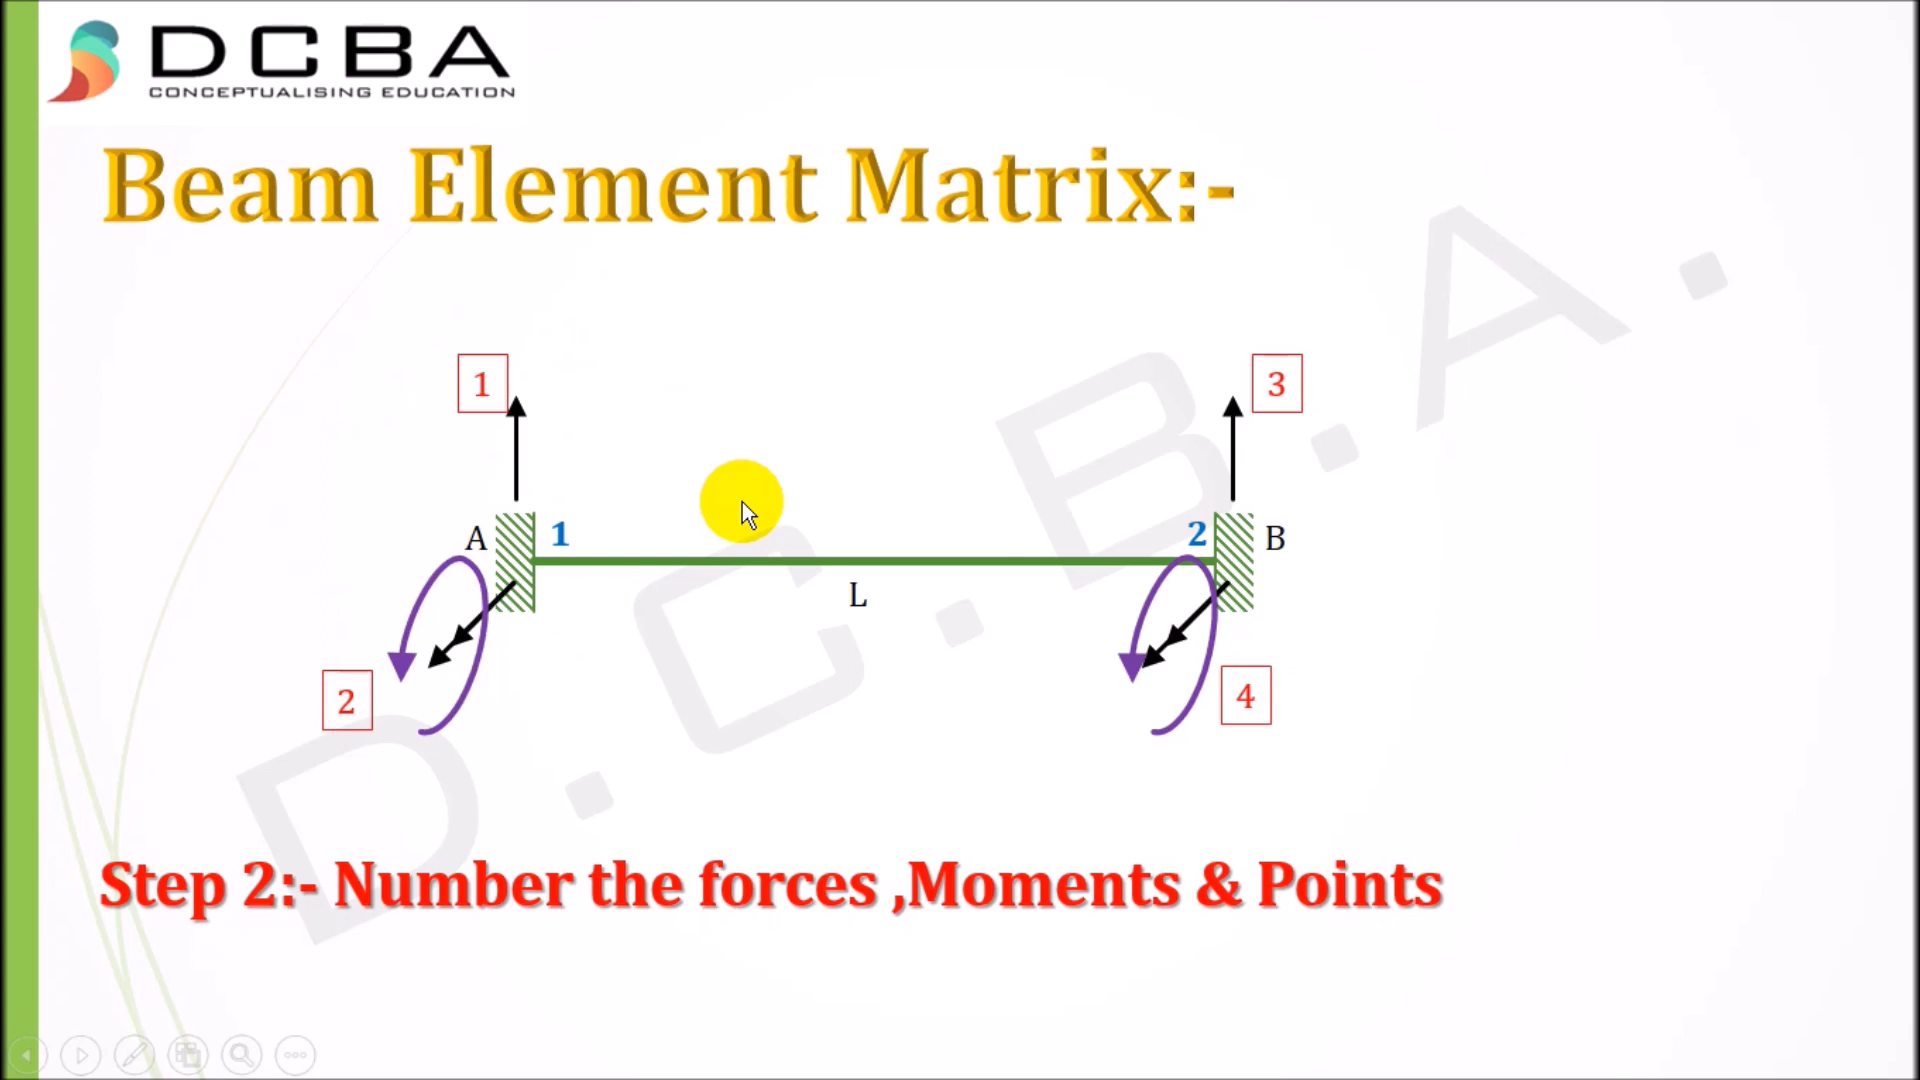 DCBA
CONCEPTUALISING EDUCATION
Beam Element Matrix:-
1
3
A
1
2
B
L
2
4
D.C.B.A.
Step 2:- Number the forces ,Moments & Points